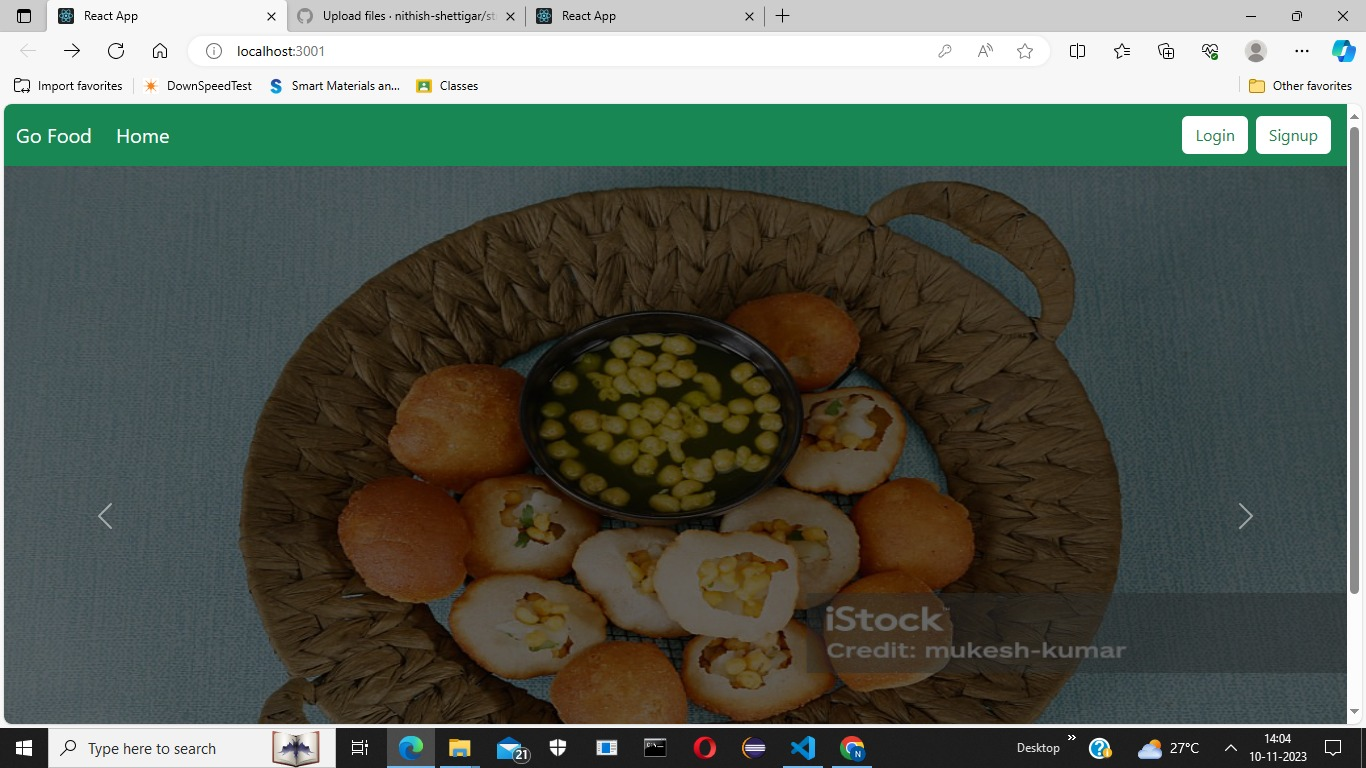 React App
Upload files · nithish-shettigar/st
React App
localhost:3001
Import favorites
DownSpeedTest
Smart Materials an...
Classes
Other favorites
Go Food
Home
Login
Signup
iStock
Credit: mukesh-kumar
Type here to search
21
Desktop
27°C
14:04
10-11-2023